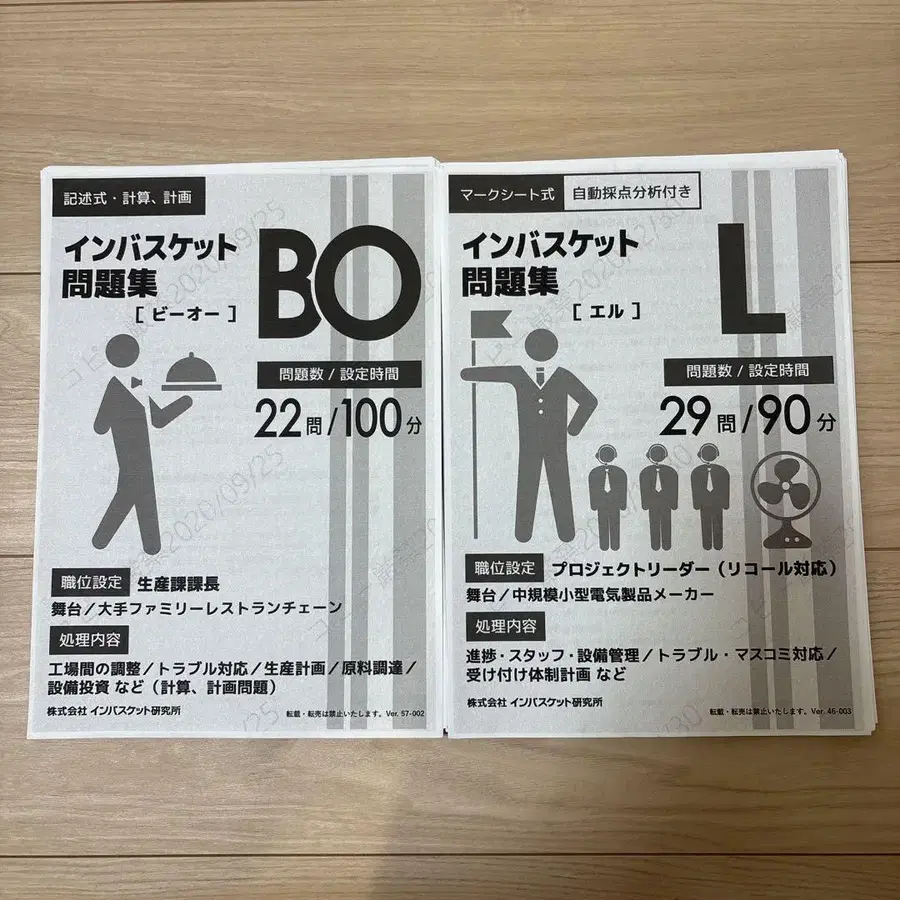 記述式・計算、計画
インバスケット
問題集
[ ビーオー ]
BO
問題数 / 設定時間
22問/100分
職位設定 生産課課長
舞台/大手ファミリーレストランチェーン
処理内容
工場間の調整/トラブル対応/生産計画/原料調達/
設備投資 など(計算、計画問題)
株式会社 インバスケット研究所
転載・転売は禁止いたします。 Ver. 57-002
マークシート式 自動採点分析付き
インバスケット
問題集
[ エル ]
L
問題数 / 設定時間
29問/90分
職位設定 プロジェクトリーダー(リコール対応)
舞台/中規模小型電気製品メーカー
処理内容
進捗・スタッフ・設備管理/トラブル・マスコミ対応/
受け付け体制計画 など
株式会社 インバスケット研究所
転載・転売は禁止いたします。 Ver. 46-003